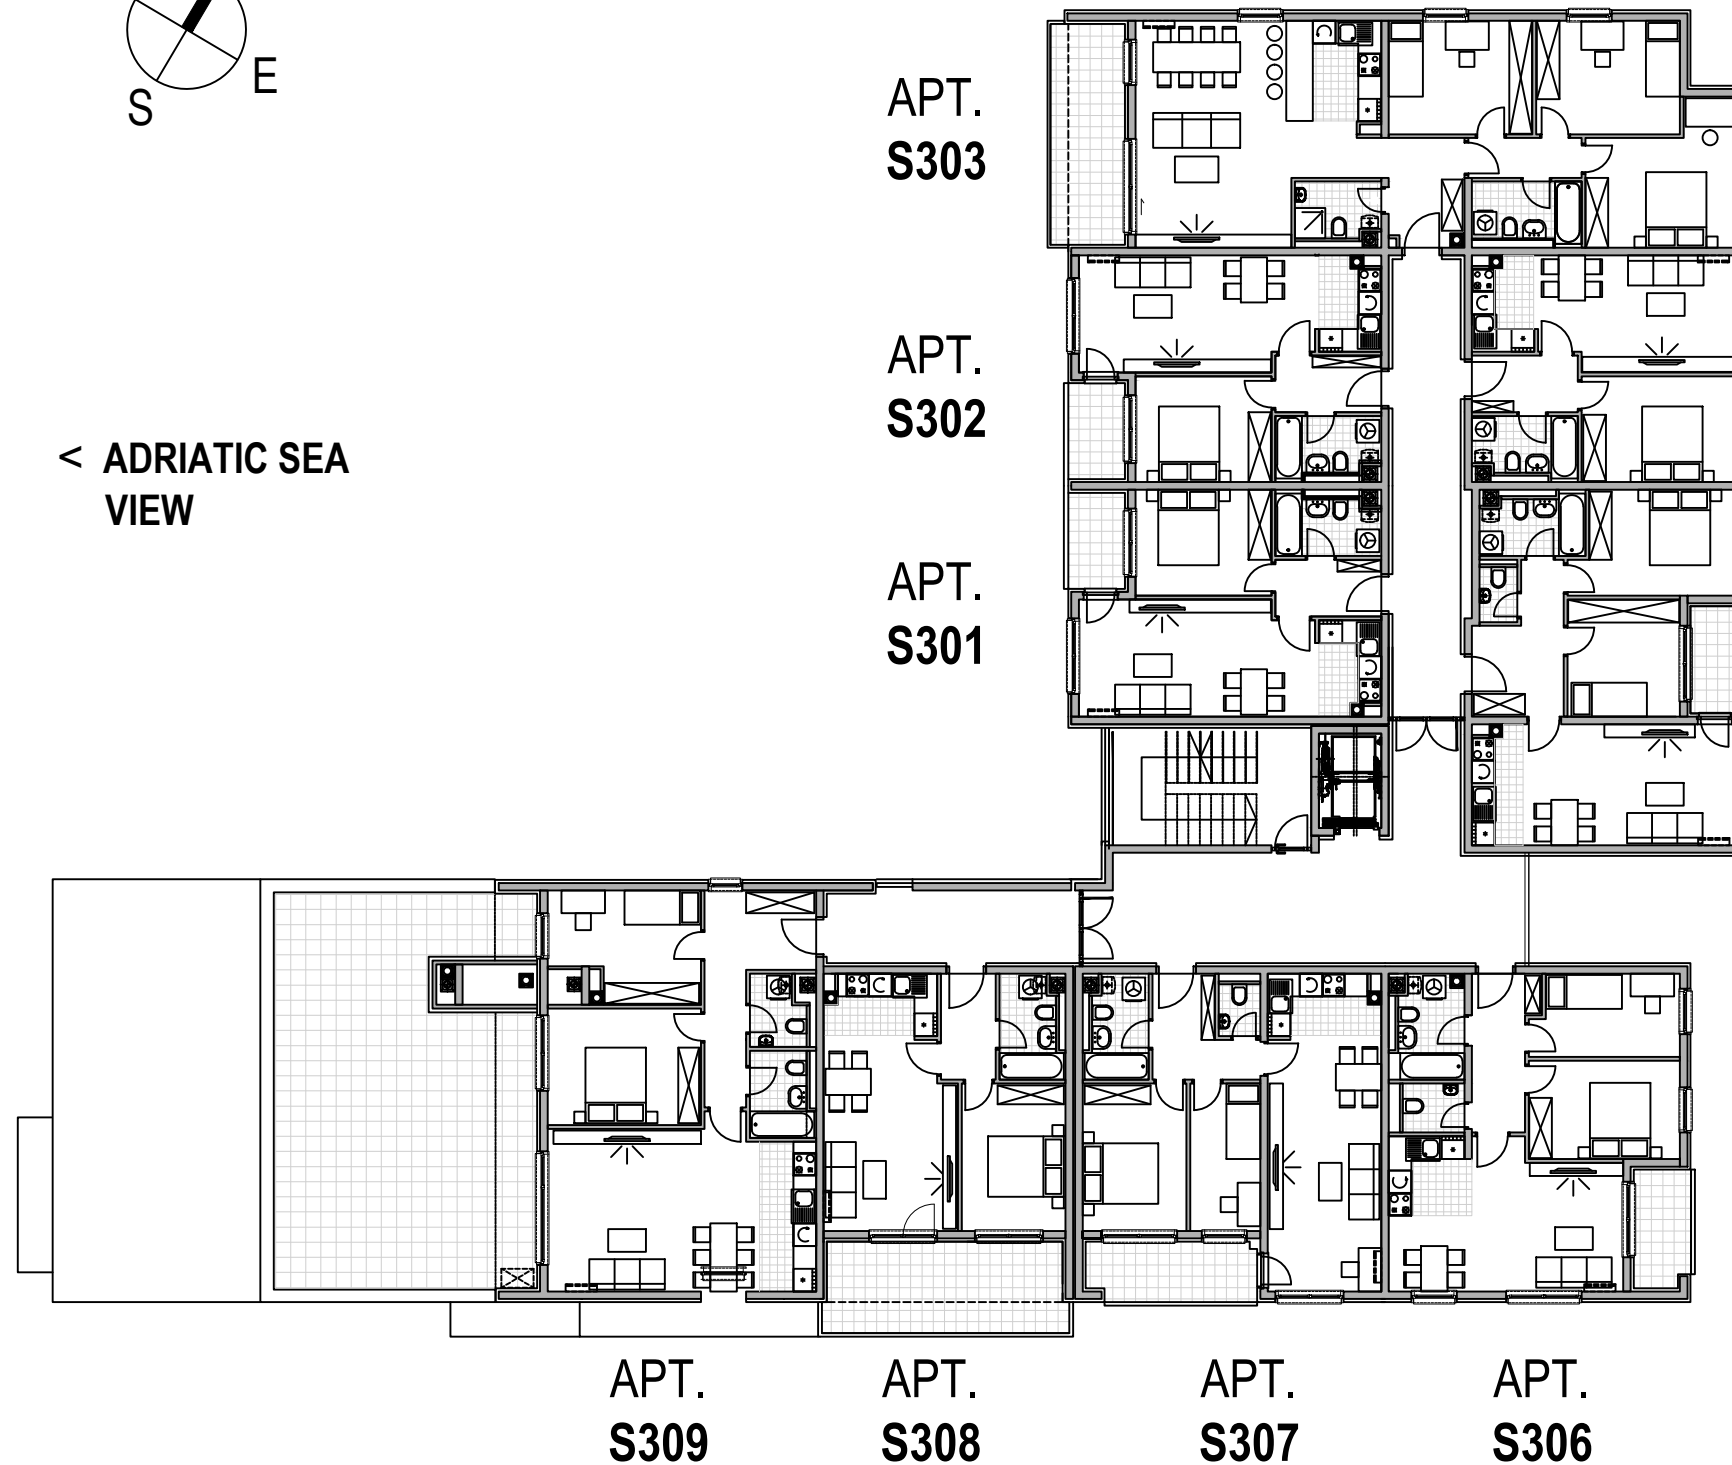 E
S
APT.
S303
APT.
S302
< ADRIATIC SEA
VIEW
APT.
S301
APT.
S309
APT.
S308
APT.
S307
APT.
S306